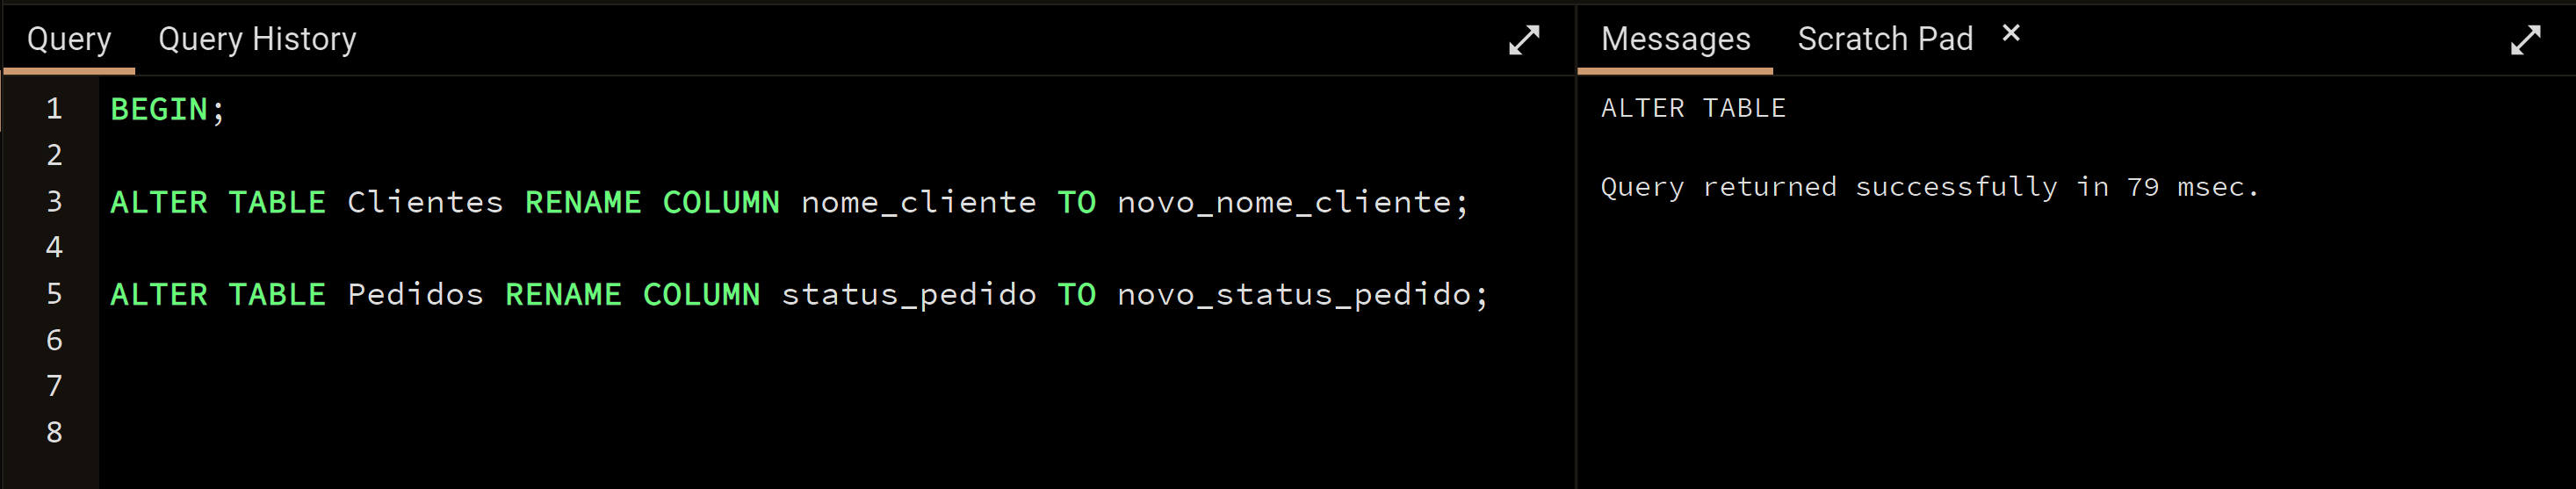 Query Query History
1 BEGIN;
2
3 ALTER TABLE Clientes RENAME COLUMN nome_cliente TO novo_nome_cliente;
4
5 ALTER TABLE Pedidos RENAME COLUMN status_pedido TO novo_status_pedido;
6
7
8
Messages Scratch Pad ×
ALTER TABLE
Query returned successfully in 79 msec.